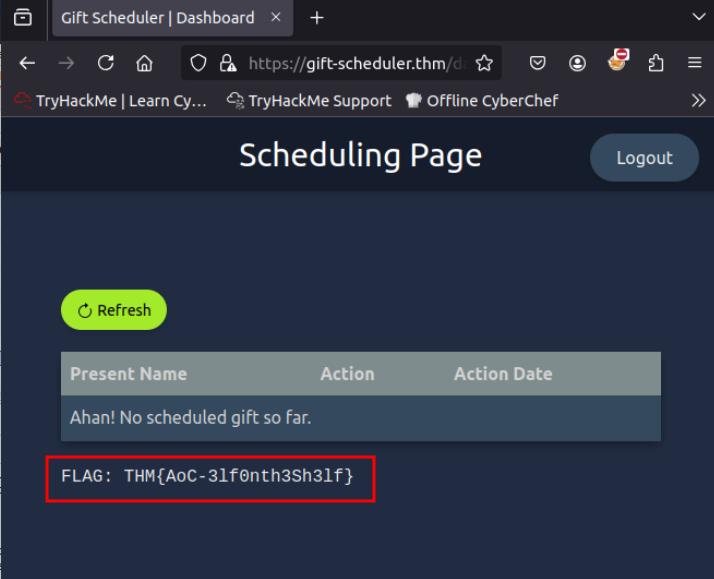 Gift Scheduler | Dashboard
https://gift-scheduler.thm/d
TryHackMe | Learn Cy... TryHackMe Support Offline CyberChef
Scheduling Page Logout
Refresh
Present Name Action Action Date
Ahan! No scheduled gift so far.
FLAG: THM{AoC-3lf0nth3Sh3lf}